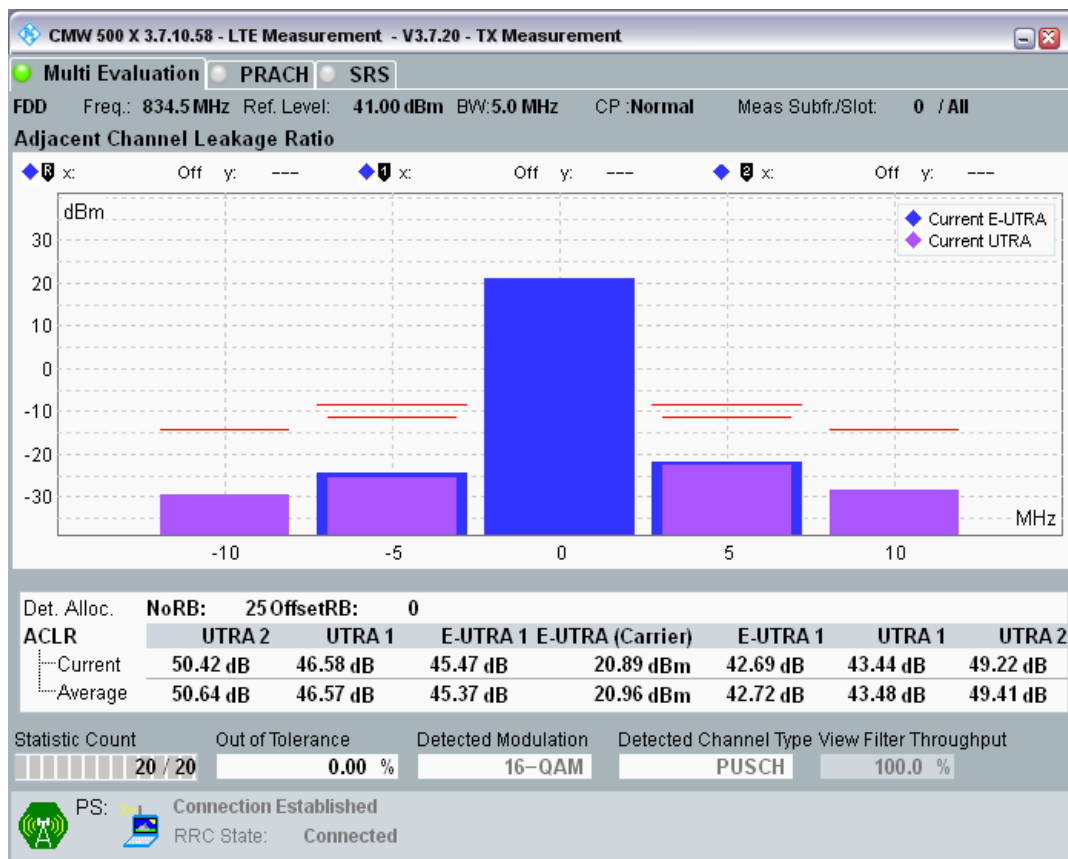 CMW 500 X 3.7.10.58 - LTE Measurement - V3.7.20 - TX Measurement
Multi Evaluation PRACH SRS
FDD Freq.: 834.5 MHz Ref. Level: 41.00 dBm BW:5.0 MHz CP :Normal Meas Subfr./Slot: 0 / All
Adjacent Channel Leakage Ratio
R x: Off y: --- 1 x: Off y: --- 2 x: Off y: ---
dBm
Current E-UTRA
Current UTRA
30
20
10
0
-10
-20
-30
MHz
-10 -5 0 5 10
Det. Alloc. NoRB: 25 OffsetRB: 0
ACLR UTRA 2 UTRA 1 E-UTRA 1 E-UTRA (Carrier) E-UTRA 1 UTRA 1 UTRA 2
Current 50.42 dB 46.58 dB 45.47 dB 20.89 dBm 42.69 dB 43.44 dB 49.22 dB
Average 50.64 dB 46.57 dB 45.37 dB 20.96 dBm 42.72 dB 43.48 dB 49.41 dB
Statistic Count Out of Tolerance Detected Modulation Detected Channel Type View Filter Throughput
20 / 20 0.00 % 16-QAM PUSCH 100.0 %
PS: Connection Established
RRC State: Connected